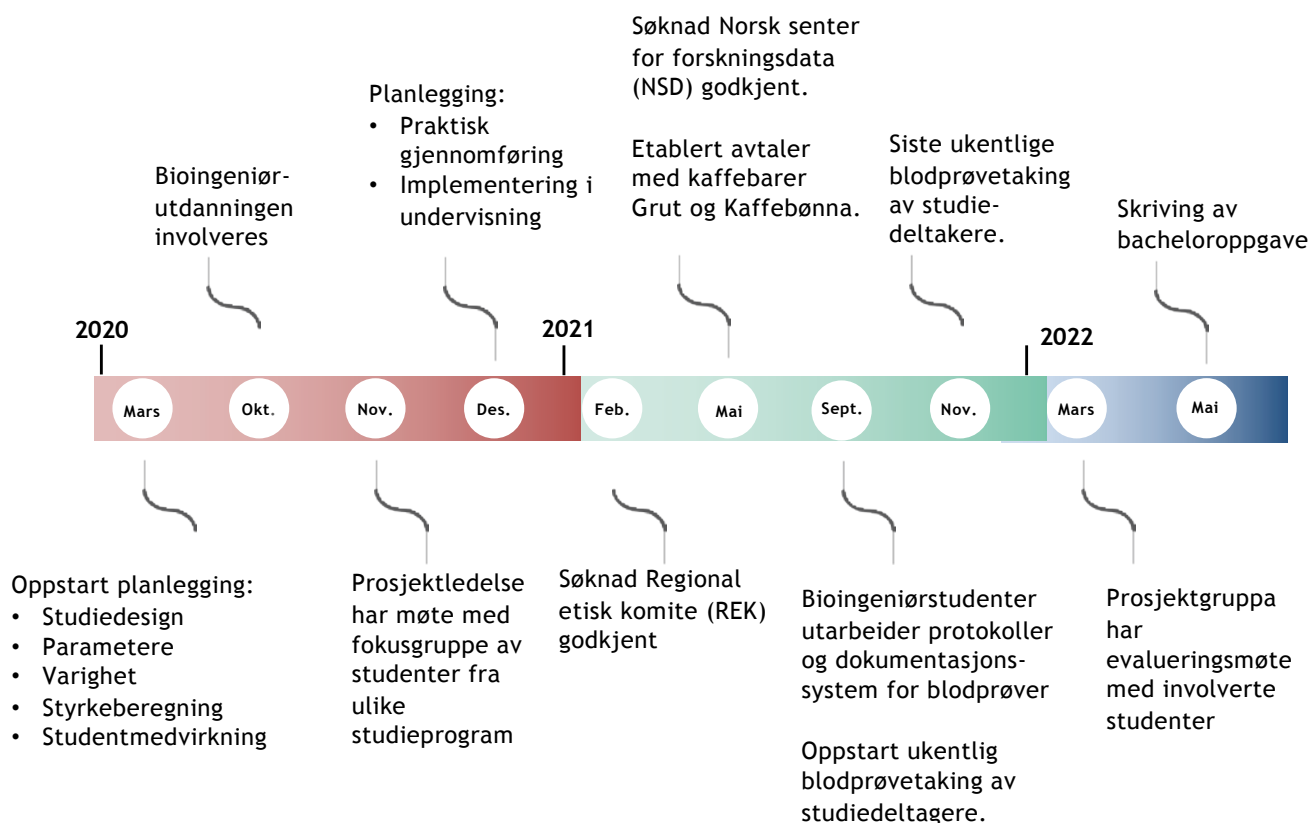 Søknad Norsk senter
for forskningsdata
(NSD) godkjent.
Etablert avtaler
med kaffebarer
Grut og Kaffebønna.
Planlegging:
• Praktisk
gjennomføring
• Implementering i
undervisning
Bioingeniør-
utdanningen
involveres
Siste ukentlige
blodprøvetaking
av studie-
deltakere.
Skriving av
bacheloroppgave
2020
2021
2022
Mars
Okt.
Nov.
Des.
Feb.
Mai
Sept.
Nov.
Mars
Mai
Oppstart planlegging:
• Studiedesign
• Parametere
• Varighet
• Styrkeberegning
• Studentmedvirkning
Prosjektledelse
har møte med
fokusgruppe av
studenter fra
ulike
studieprogram
Søknad Regional
etisk komite (REK)
godkjent
Bioingeniørstudenter
utarbeider protokoller
og dokumentasjons-
system for blodprøver
Oppstart ukentlig
blodprøvetaking av
studiedeltagere.
Prosjektgruppa
har
evalueringsmøte
med involverte
studenter